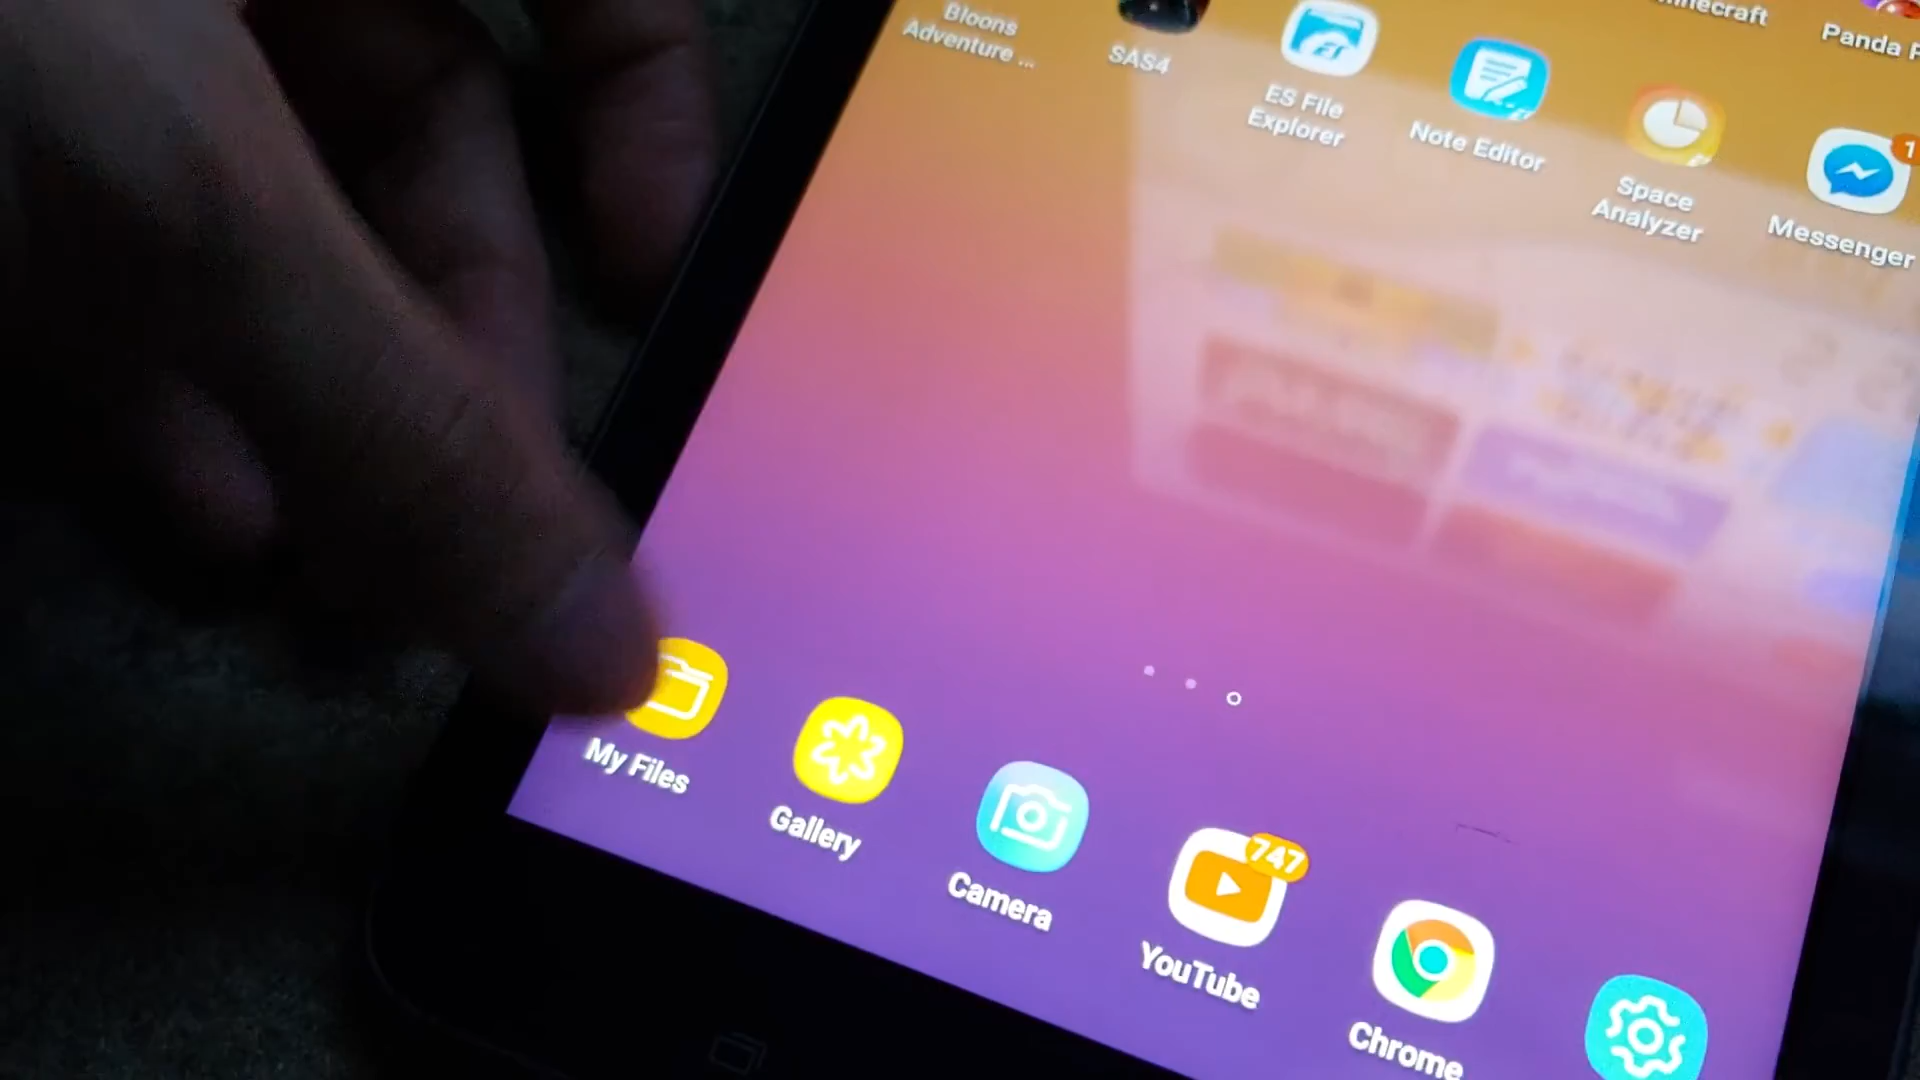 Bloons
Adventure ...
SAS4
ES File
Explorer
Note Editor
Space
Analyzer
Panda
1
Messenger
My Files
Gallery
Camera
747
YouTube
Chrome